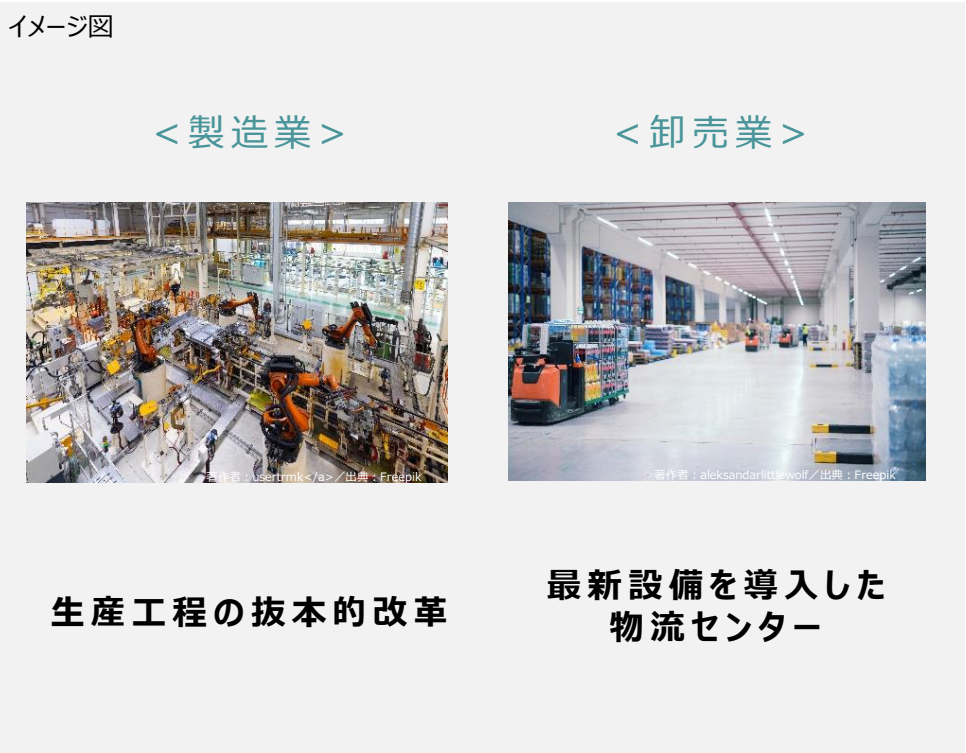 イメージ図
<製造業>
<卸売業>
著作者：usertrmk</a>／出典：Freepik
著作者：aleksandarlittlewolf／出典：Freepik
生産工程の抜本的改革
最新設備を導入した
物流センター